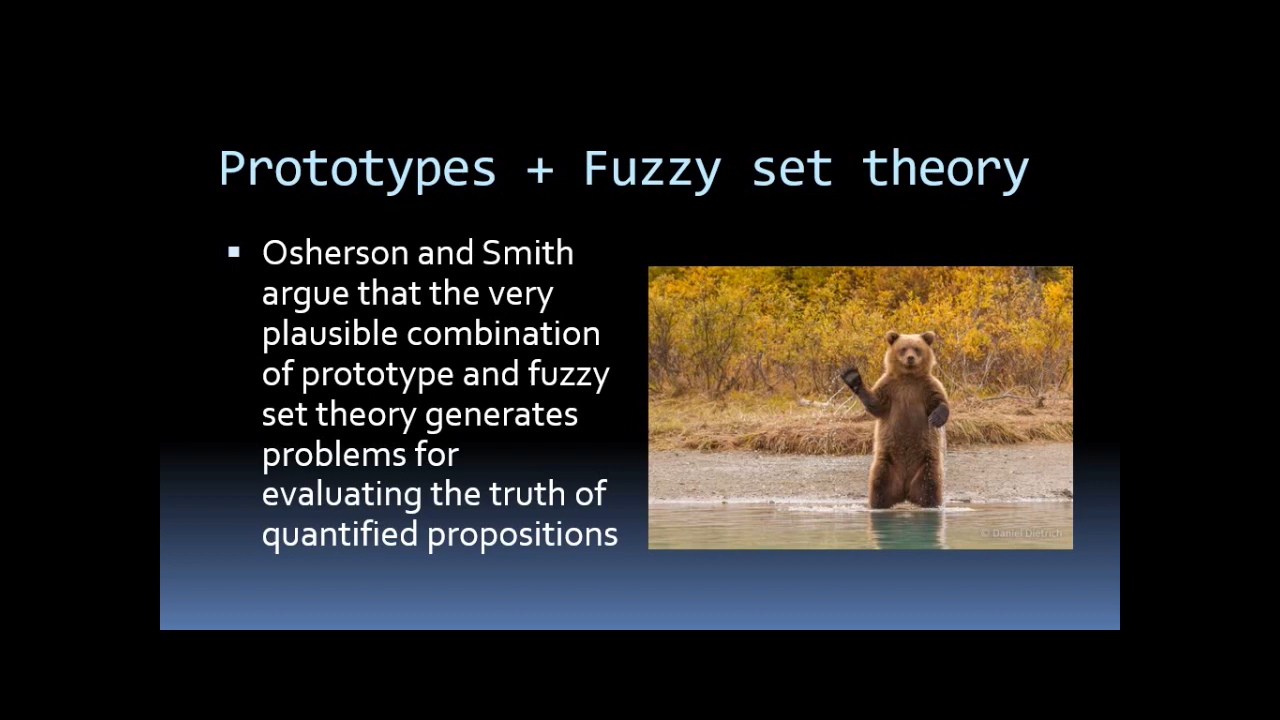 Prototypes + Fuzzy set theory
▪ Osherson and Smith
argue that the very
plausible combination
of prototype and fuzzy
set theory generates
problems for
evaluating the truth of
quantified propositions
© Daniel Dietrich